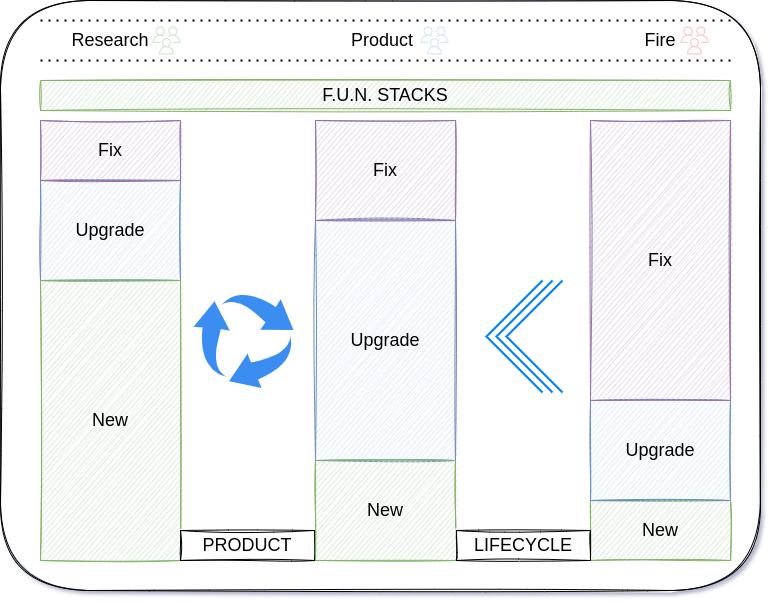 Research
Product
Fire
F.U.N. STACKS
Fix
Upgrade
New
PRODUCT
Fix
Upgrade
New
LIFECYCLE
Fix
Upgrade
New